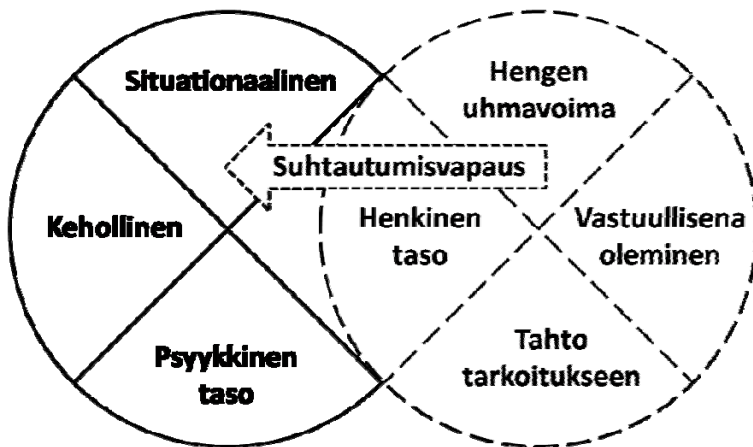 Situationaalinen
Hengen
uhmavoima
Suhtautumisvapaus
Kehollinen
Henkinen
taso
Vastuullisena
oleminen
Psyykkinen
taso
Tahto
tarkoitukseen